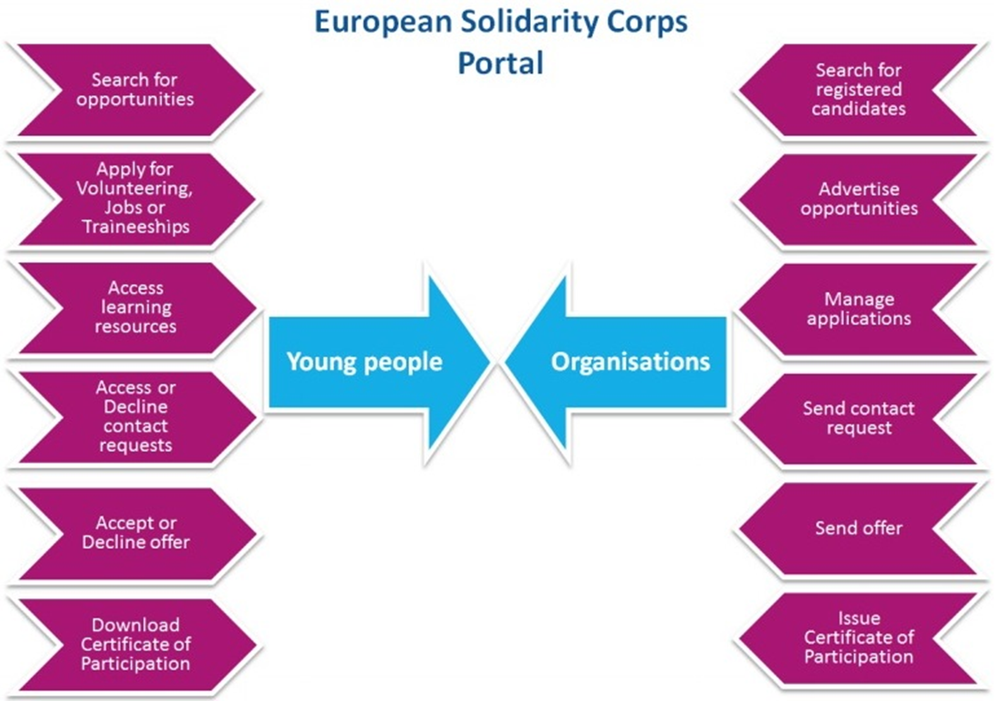 European Solidarity Corps
Portal
Search for
opportunities
Apply for
Volunteering,
Jobs or
Traineeships
Access
learning
resources
Access or
Decline
contact
requests
Accept or
Decline offer
Download
Certificate of
Participation
Young people
Organisations
Search for
registered
candidates
Advertise
opportunities
Manage
applications
Send contact
request
Send offer
Issue
Certificate of
Participation